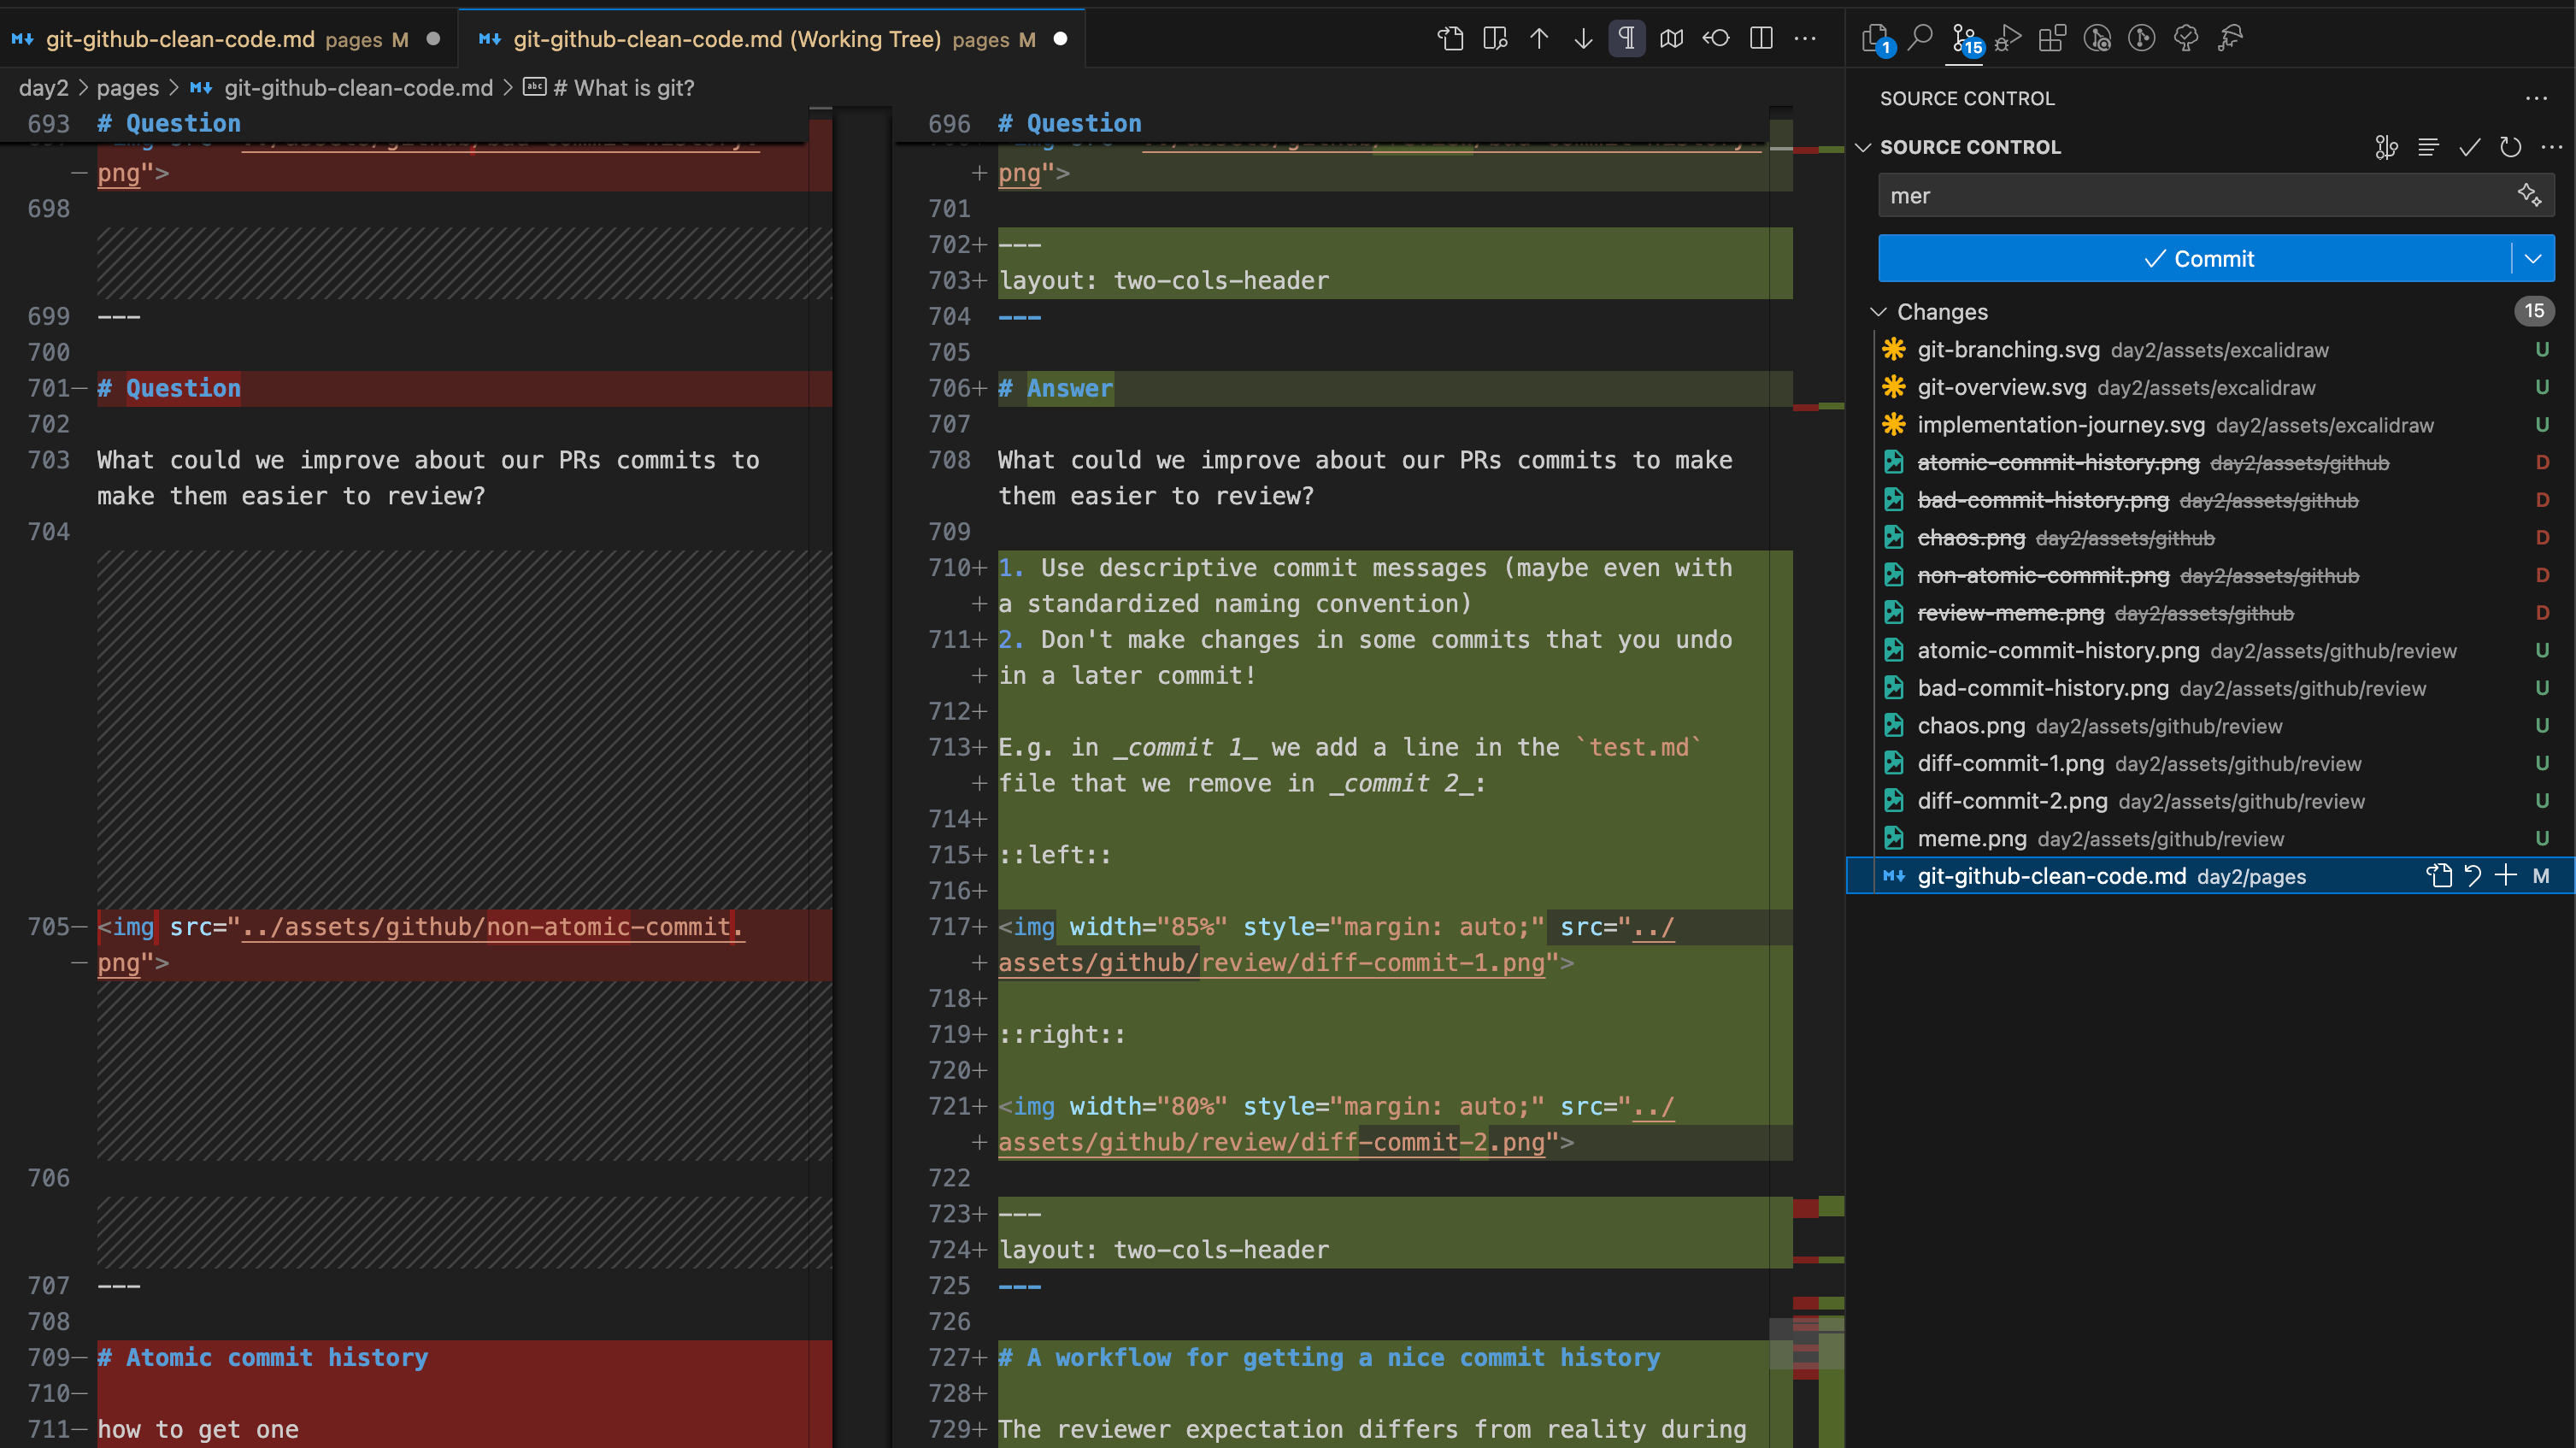 git-github-clean-code.md pages M
git-github-clean-code.md (Working Tree) pages M
1
15
day2 > pages > git-github-clean-code.md > # What is git?
693 # Question
png">
698
699 ---
700
701 # Question
702
703 What could we improve about our PRs commits to
make them easier to review?
704
705 <img src="../assets/github/non-atomic-commit.
png">
706
707 ---
708
709 # Atomic commit history
710
711 how to get one
696 # Question
+ png">
701
702+ ---
703+ layout: two-cols-header
704 ---
705
706+ # Answer
707
708 What could we improve about our PRs commits to make
them easier to review?
709
710+ 1. Use descriptive commit messages (maybe even with
+ a standardized naming convention)
711+ 2. Don't make changes in some commits that you undo
+ in a later commit!
712+
713+ E.g. in _commit 1_ we add a line in the `test.md`
+ file that we remove in _commit 2_:
714+
715+ ::left::
716+
717+ <img width="85%" style="margin: auto;" src="../
+ assets/github/review/diff-commit-1.png">
718+
719+ ::right::
720+
721+ <img width="80%" style="margin: auto;" src="../
+ assets/github/review/diff-commit-2.png">
722
723+ ---
724+ layout: two-cols-header
725 ---
726
727+ # A workflow for getting a nice commit history
728+
729+ The reviewer expectation differs from reality during
SOURCE CONTROL
SOURCE CONTROL
mer
Commit
Changes 15
git-branching.svg day2/assets/excalidraw U
git-overview.svg day2/assets/excalidraw U
implementation-journey.svg day2/assets/excalidraw U
atomic-commit-history.png day2/assets/github D
bad-commit-history.png day2/assets/github D
chaos.png day2/assets/github D
non-atomic-commit.png day2/assets/github D
review-meme.png day2/assets/github D
atomic-commit-history.png day2/assets/github/review U
bad-commit-history.png day2/assets/github/review U
chaos.png day2/assets/github/review U
diff-commit-1.png day2/assets/github/review U
diff-commit-2.png day2/assets/github/review U
meme.png day2/assets/github/review U
git-github-clean-code.md day2/pages M